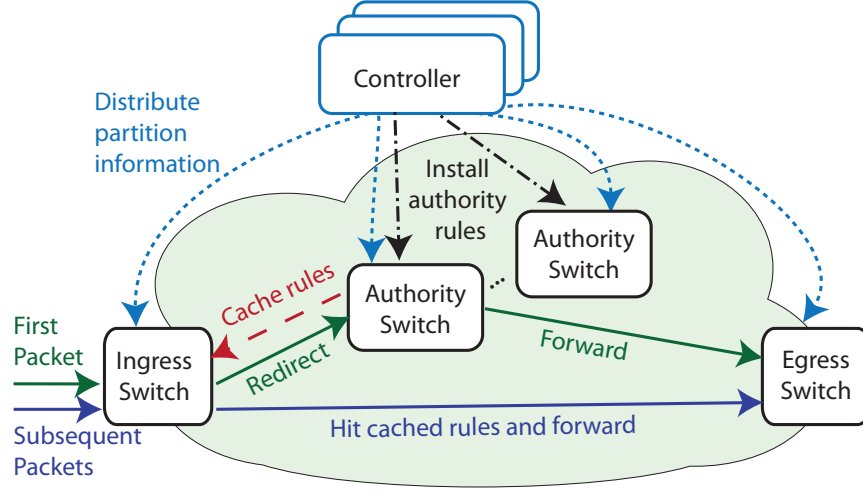 Controller
Distribute
partition
information
Install
authority
rules
Authority
Switch
Cache rules
Authority
Switch
First
Packet
Ingress
Switch
Redirect
Forward
Egress
Switch
Subsequent
Packets
Hit cached rules and forward